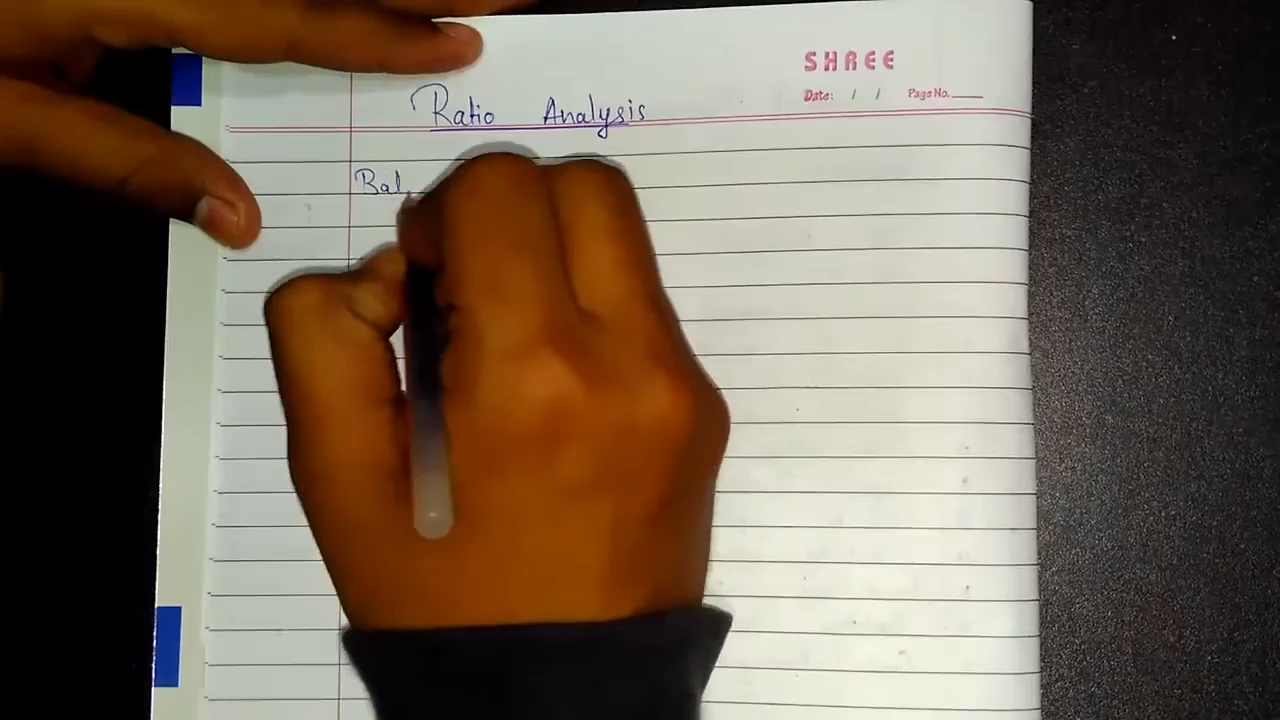 SHREE
Date: / / Page No.
Ratio Analysis
Bal